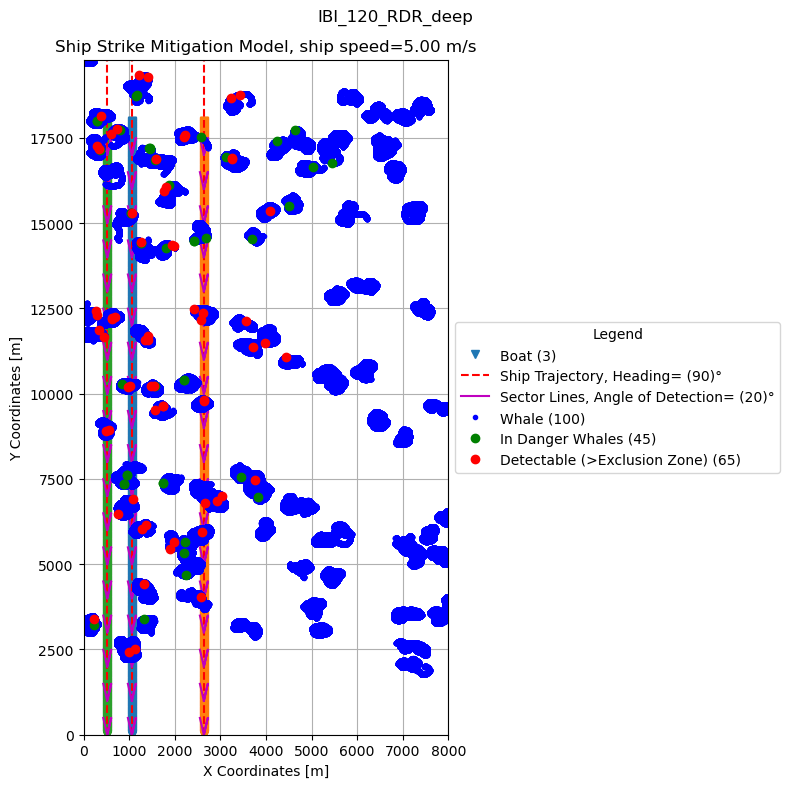 IBI_120_RDR_deep
Ship Strike Mitigation Model, ship speed=5.00 m/s
17500
15000
12500
10000
7500
5000
2500
0
Y Coordinates [m]
0 1000 2000 3000 4000 5000 6000 7000 8000
X Coordinates [m]
Legend
Boat (3)
Ship Trajectory, Heading= (90)°
Sector Lines, Angle of Detection= (20)°
Whale (100)
In Danger Whales (45)
Detectable (>Exclusion Zone) (65)